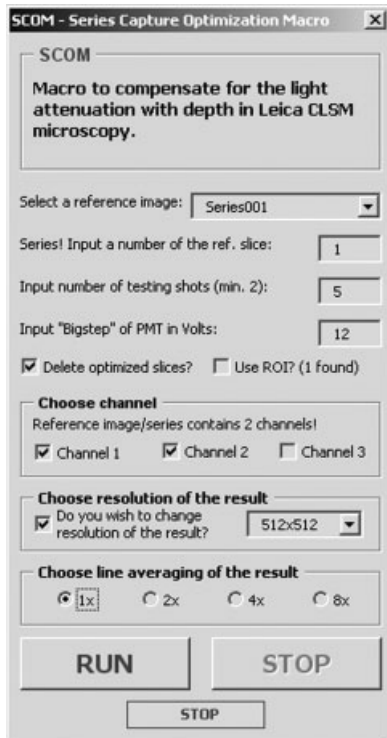 SCOM - Series Capture Optimization Macro
SCOM
Macro to compensate for the light
attenuation with depth in Leica CLSM
microscopy.
Select a reference image: Series001
Series! Input a number of the ref. slice: 1
Input number of testing shots (min. 2): 5
Input "Bigstep" of PMT in Volts: 12
Delete optimized slices? Use ROI? (1 found)
Choose channel
Reference image/series contains 2 channels!
Channel 1 Channel 2 Channel 3
Choose resolution of the result
Do you wish to change
resolution of the result? 512x512
Choose line averaging of the result
1x 2x 4x 8x
RUN STOP
STOP